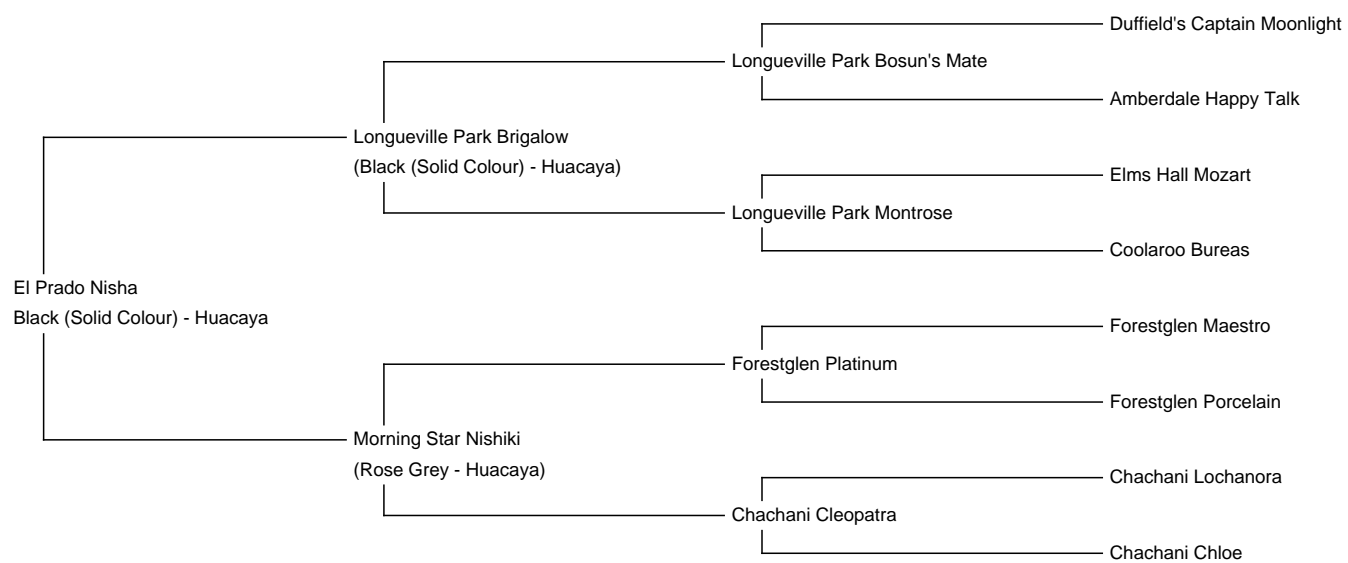 Duffield's Captain Moonlight
Longueville Park Bosun's Mate
Amberdale Happy Talk
Longueville Park Brigalow
(Black (Solid Colour) - Huacaya)
Elms Hall Mozart
Longueville Park Montrose
Coolaroo Bureas
El Prado Nisha
Black (Solid Colour) - Huacaya
Forestglen Maestro
Forestglen Platinum
Forestglen Porcelain
Morning Star Nishiki
(Rose Grey - Huacaya)
Chachani Lochanora
Chachani Cleopatra
Chachani Chloe